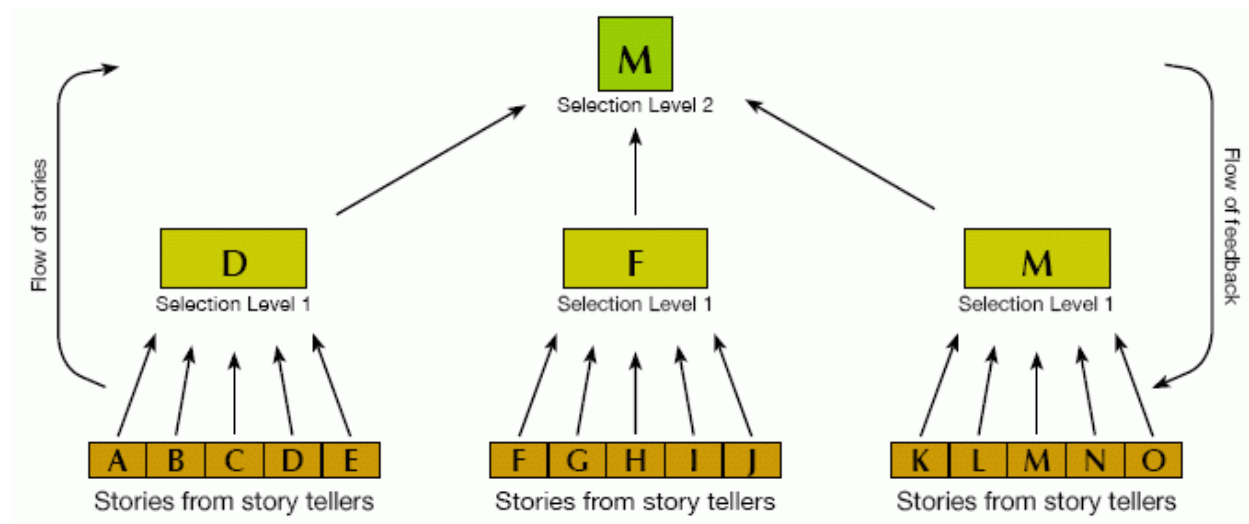 M
Selection Level 2
Flow of stories
Flow of feedback
D
F
M
Selection Level 1
Selection Level 1
Selection Level 1
A B C D E
F G H I J
K L M N O
Stories from story tellers
Stories from story tellers
Stories from story tellers